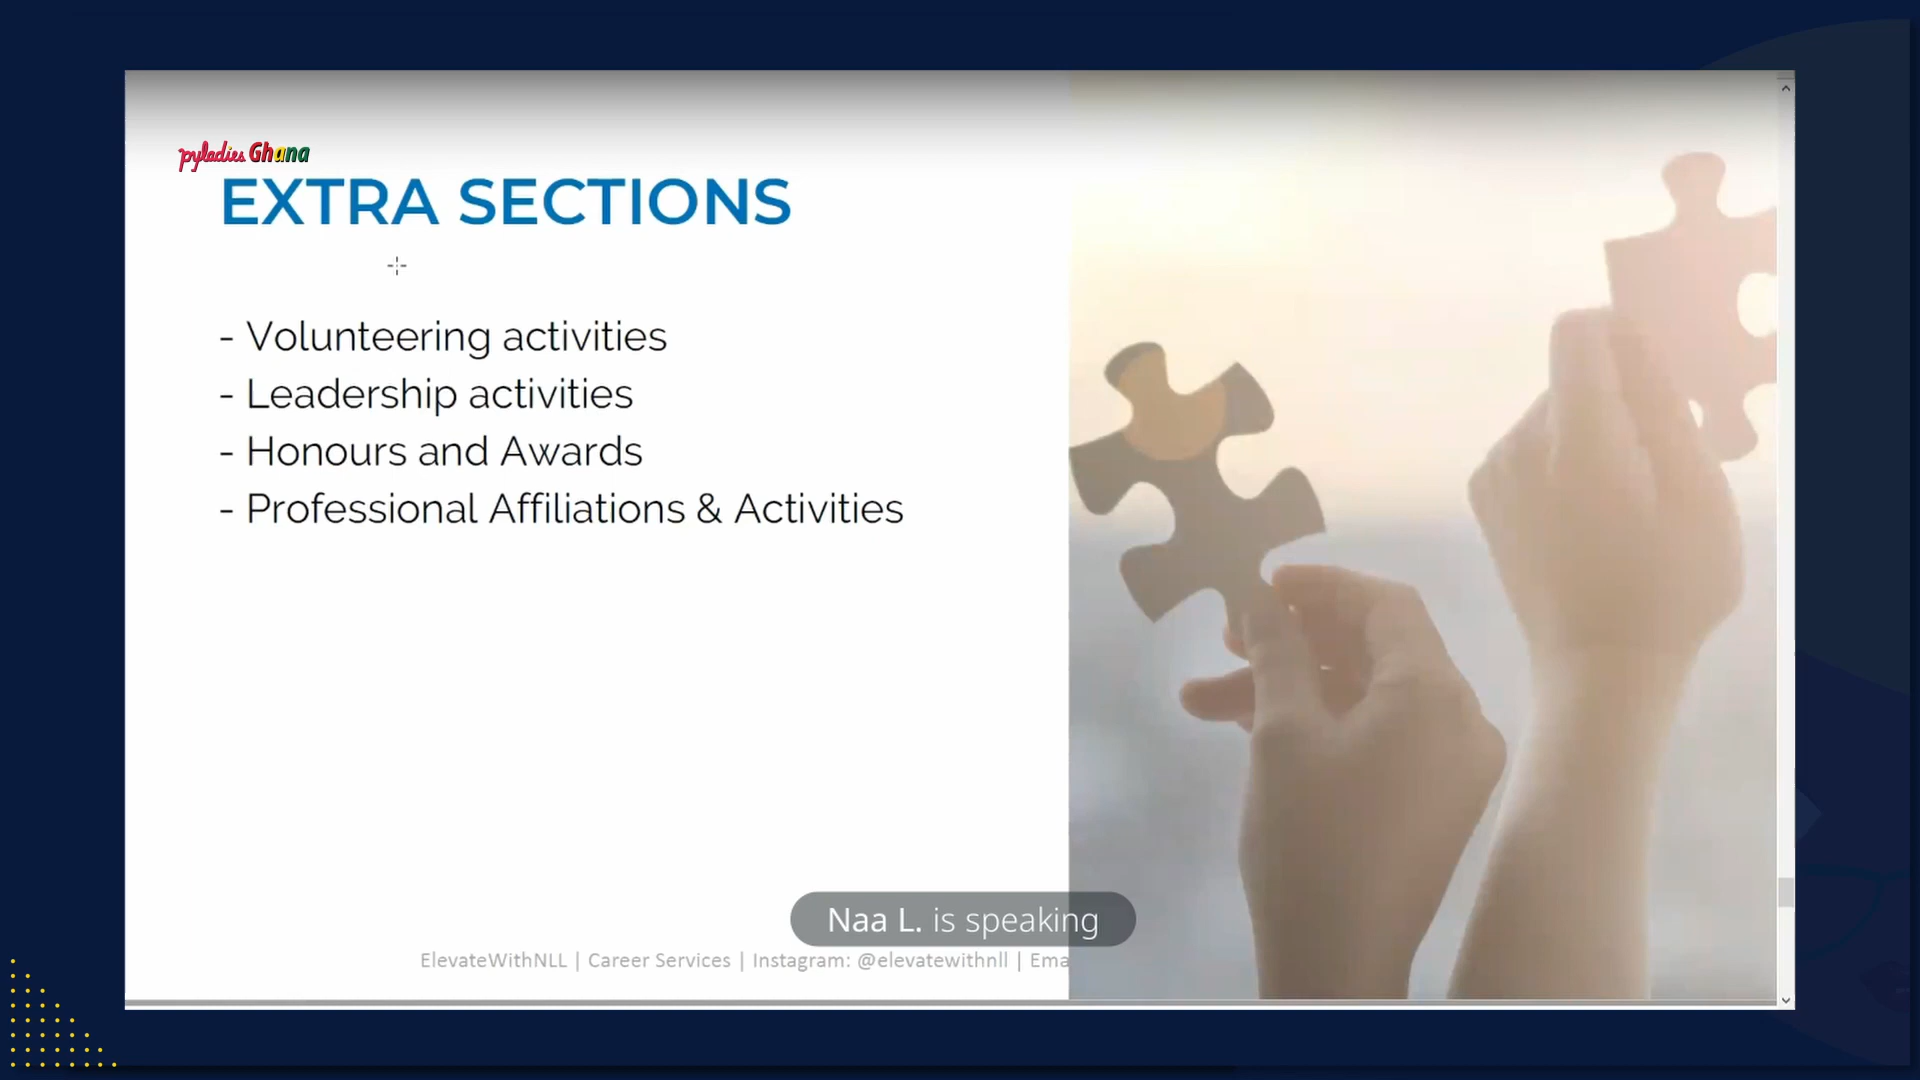 pyladies Ghana
EXTRA SECTIONS
- Volunteering activities
- Leadership activities
- Honours and Awards
- Professional Affiliations & Activities
Naa L. is speaking
ElevateWithNLL | Career Services | Instagram: @elevatewithnll | Ema